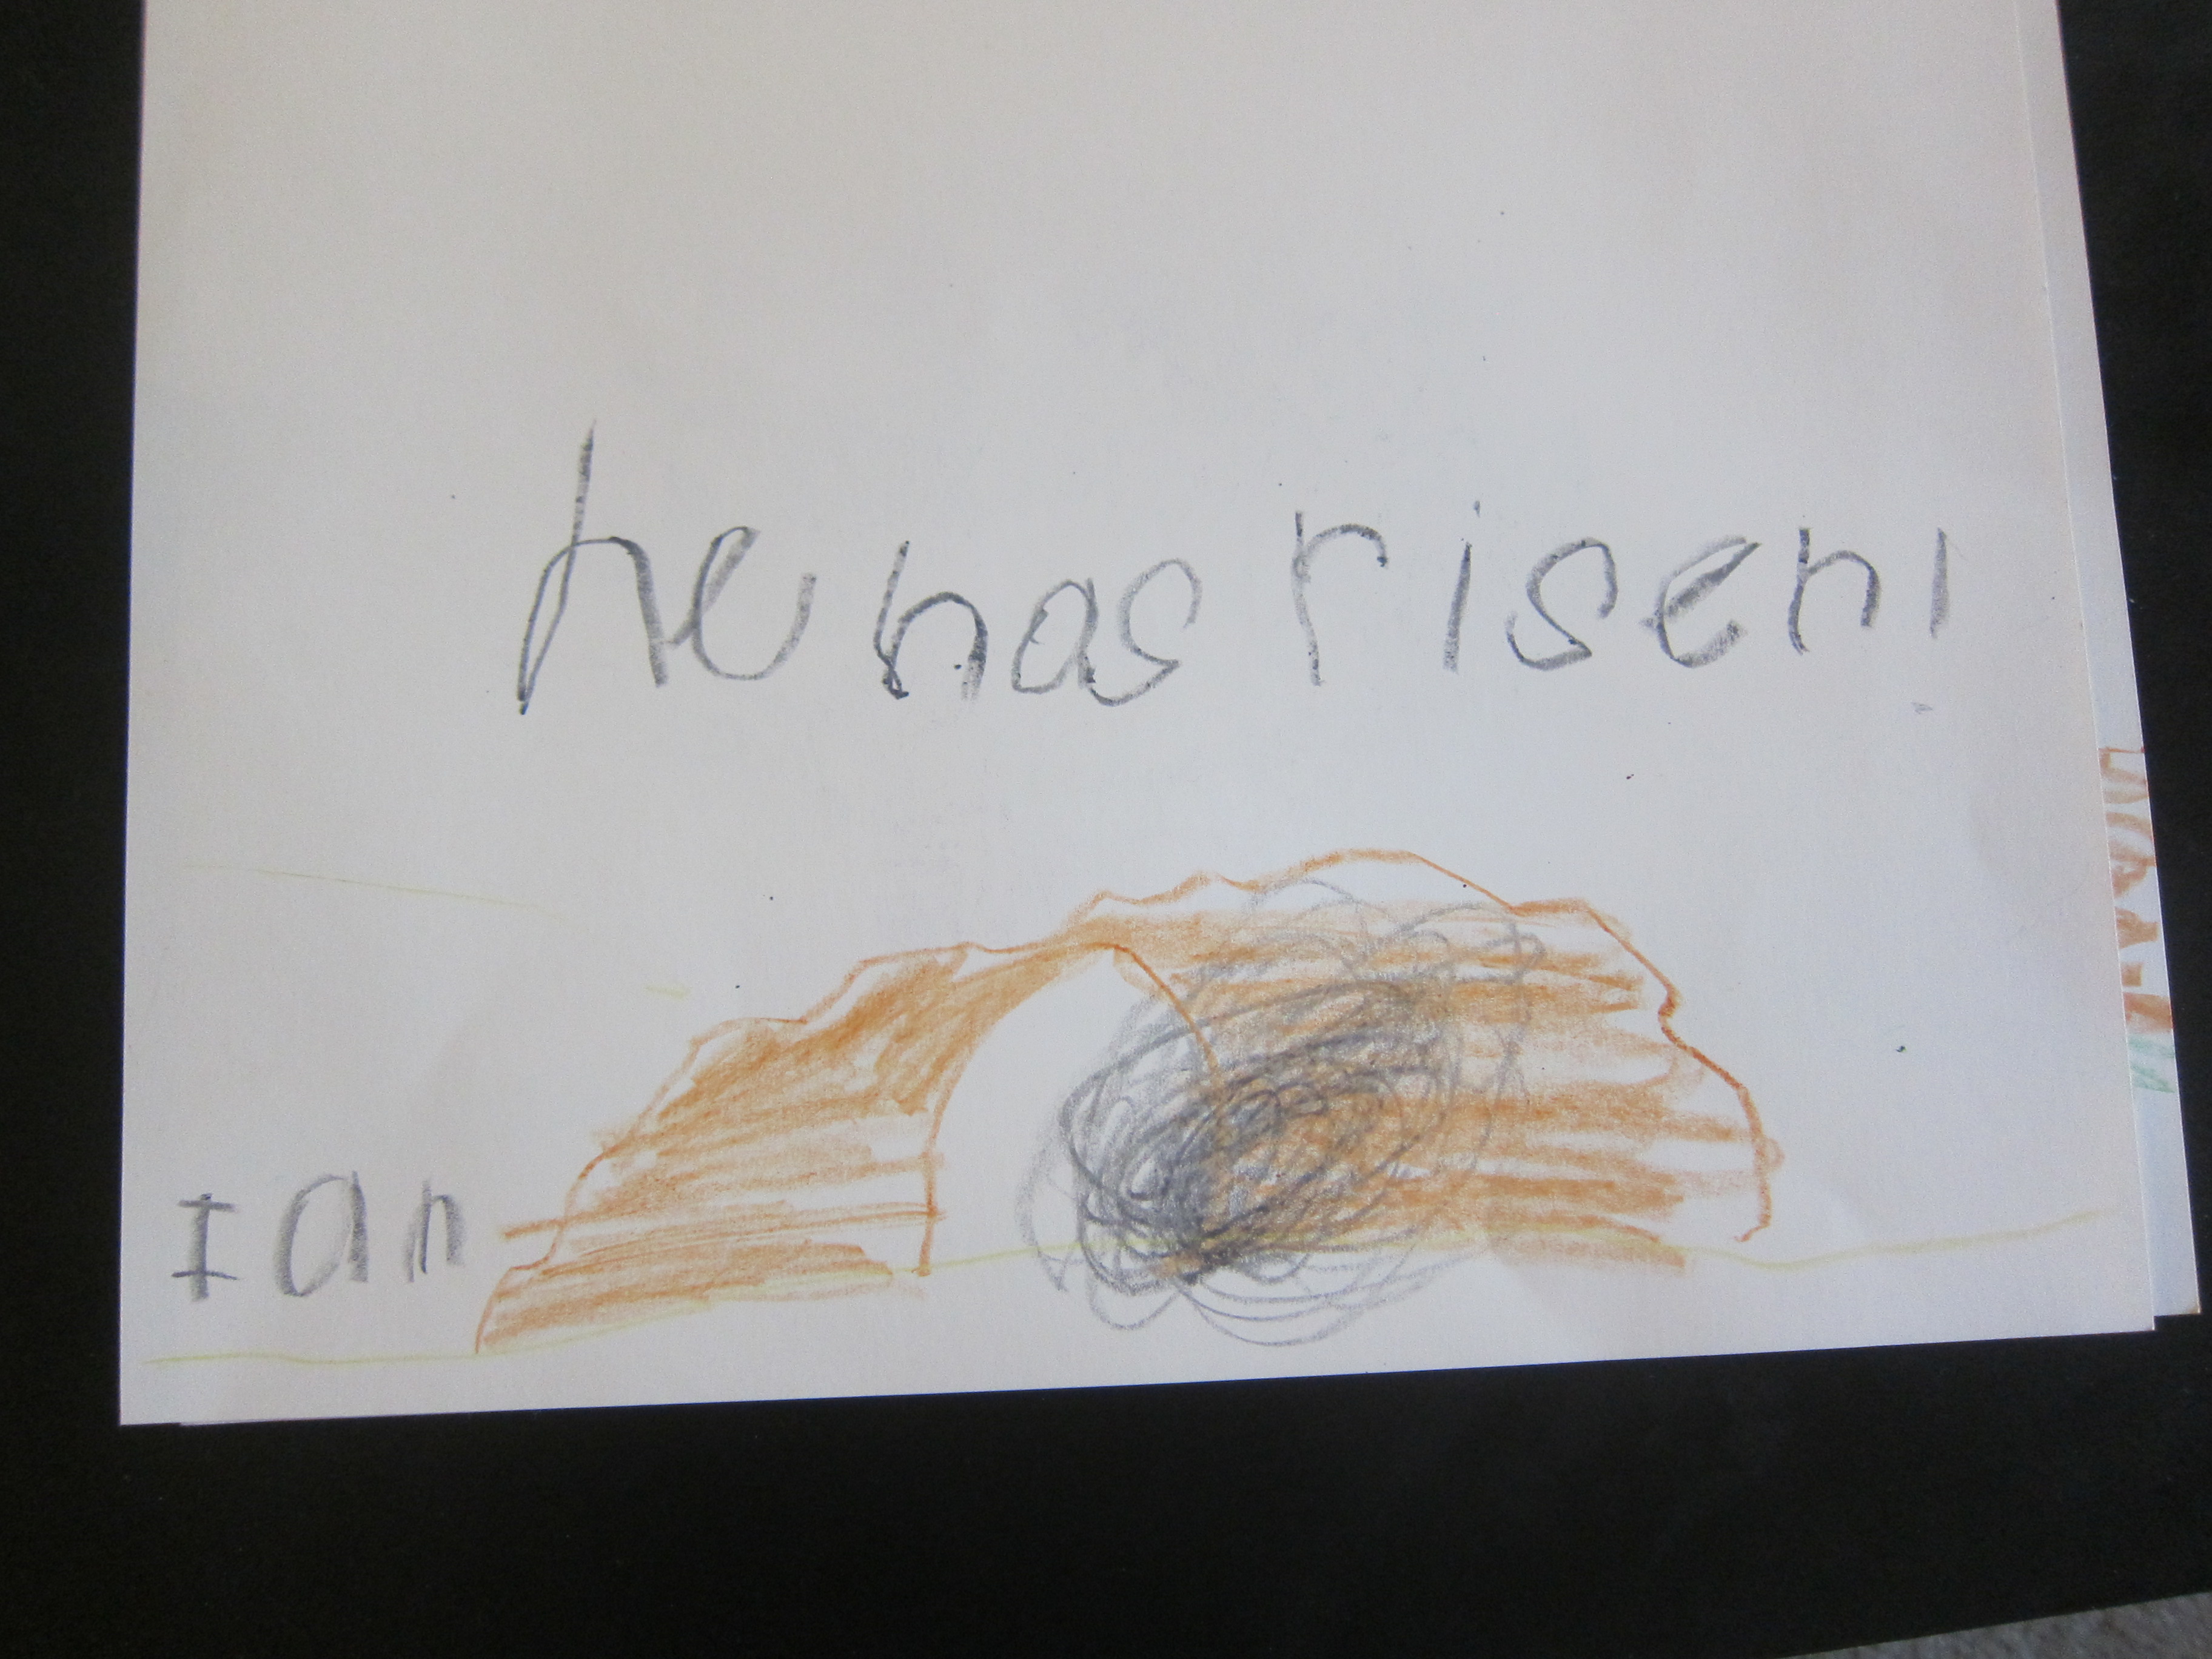 he has risen!
Ian